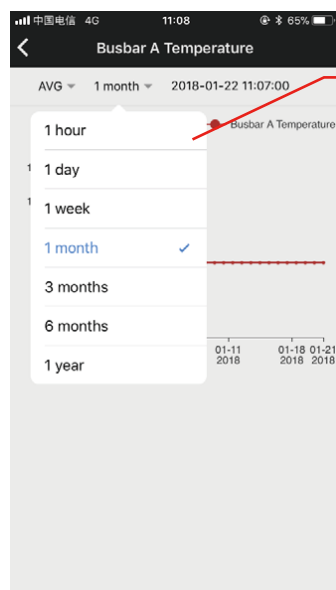 中国电信 4G 11:08 65%
Busbar A Temperature
AVG 1 month 2018-01-22 11:07:00
Busbar A Temperature
1 hour
1 day
1
1 week
1
1 month
3 months
6 months
1 year
01-11 01-18 01-21
2018 2018 2018